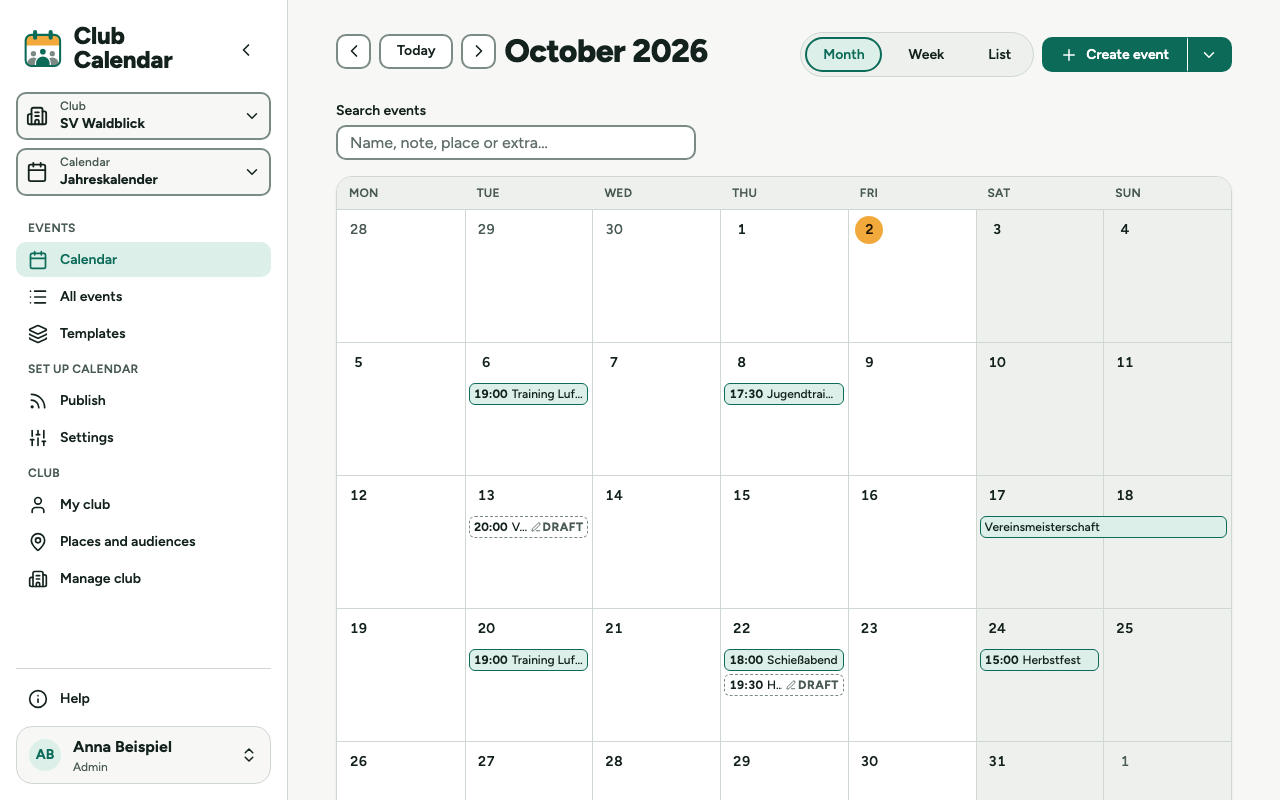 Club
Calendar
Club
SV Waldblick
Calendar
Jahreskalender
EVENTS
Calendar
All events
Templates
SET UP CALENDAR
Publish
Settings
CLUB
My club
Places and audiences
Manage club
Help
AB
Anna Beispiel
Admin
Today
October 2026
Month
Week
List
Create event
Search events
Name, note, place or extra...
MON TUE WED THU FRI SAT SUN
28 29 30 1 2 3 4
5 6 7 8 9 10 11
19:00 Training Luf... 17:30 Jugendtrai...
12 13 14 15 16 17 18
20:00 V... DRAFT Vereinsmeisterschaft
19 20 21 22 23 24 25
19:00 Training Luf... 18:00 Schießabend 15:00 Herbstfest
19:30 H... DRAFT
26 27 28 29 30 31 1